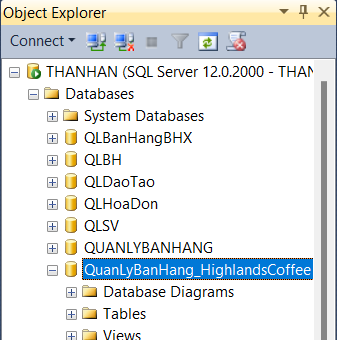 Object Explorer
Connect
THANHAN (SQL Server 12.0.2000 - THAN
Databases
System Databases
QLBanHangBHX
QLBH
QLDaoTao
QLHoaDon
QLSV
QUANLYBANHANG
QuanLyBanHang_HighlandsCoffee
Database Diagrams
Tables
Views